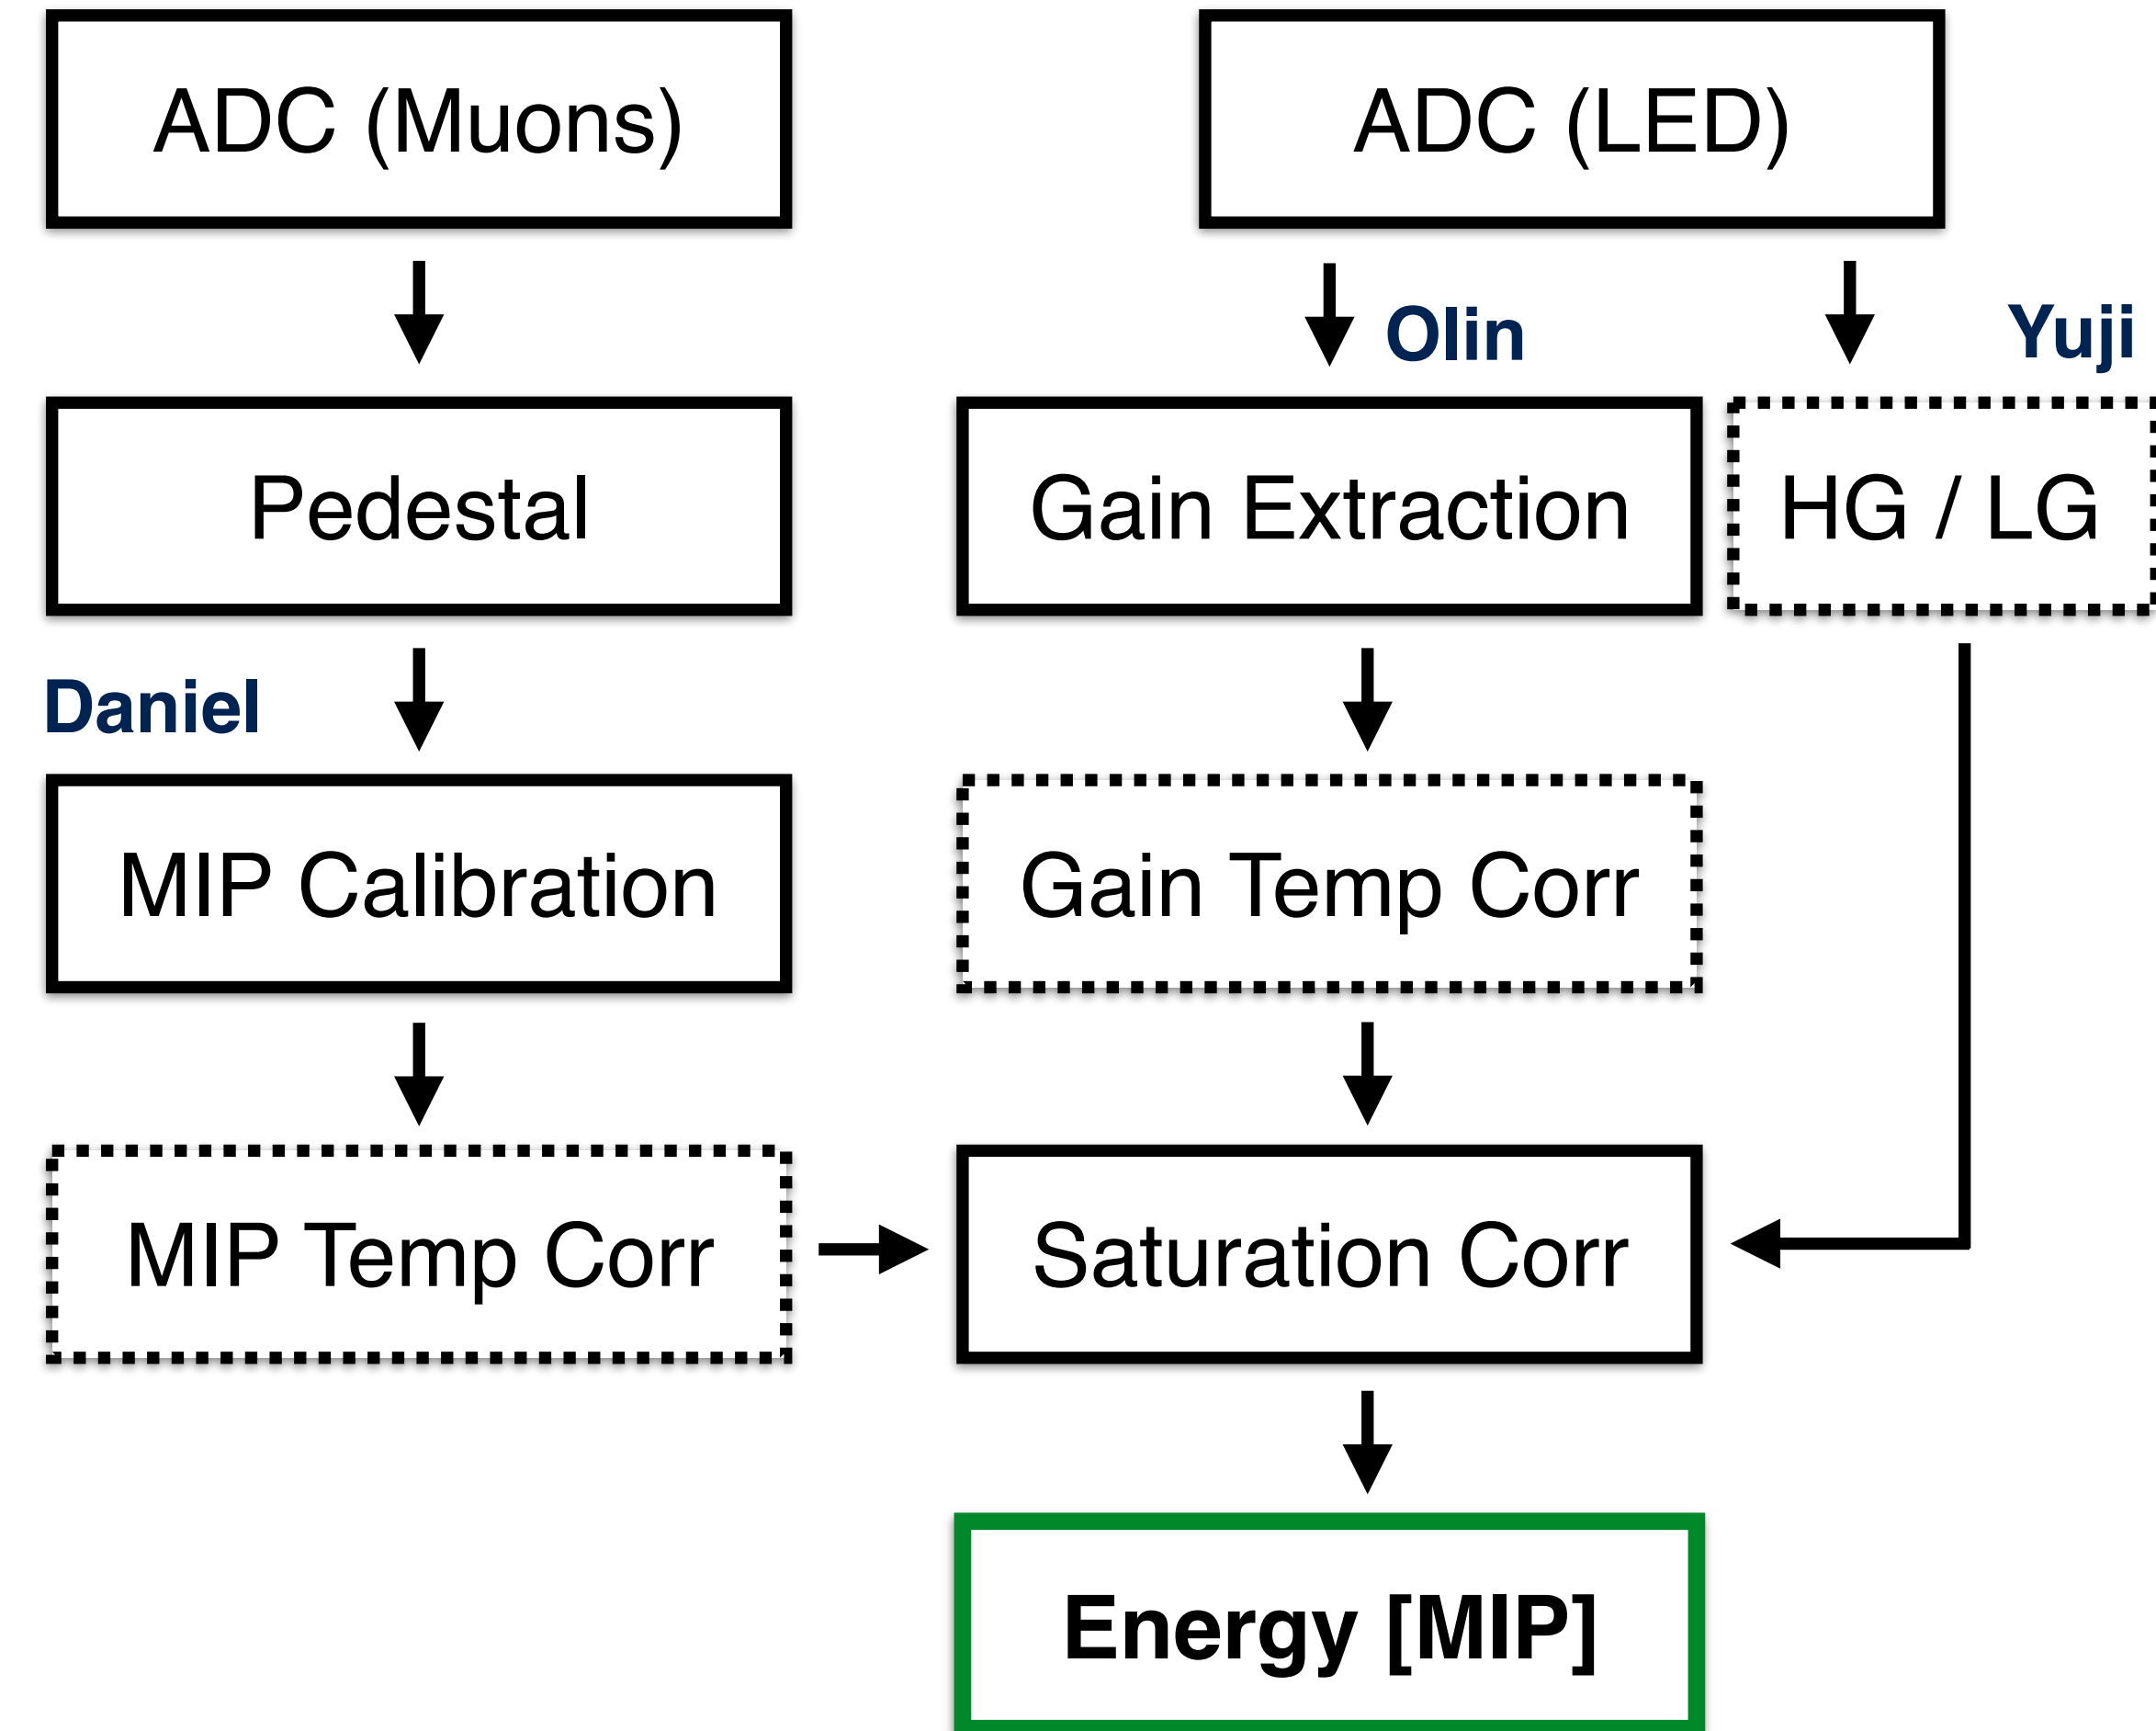 ADC (Muons)
ADC (LED)
Olin
Yuji
Pedestal
Gain Extraction
HG / LG
Daniel
MIP Calibration
Gain Temp Corr
MIP Temp Corr
Saturation Corr
Energy [MIP]